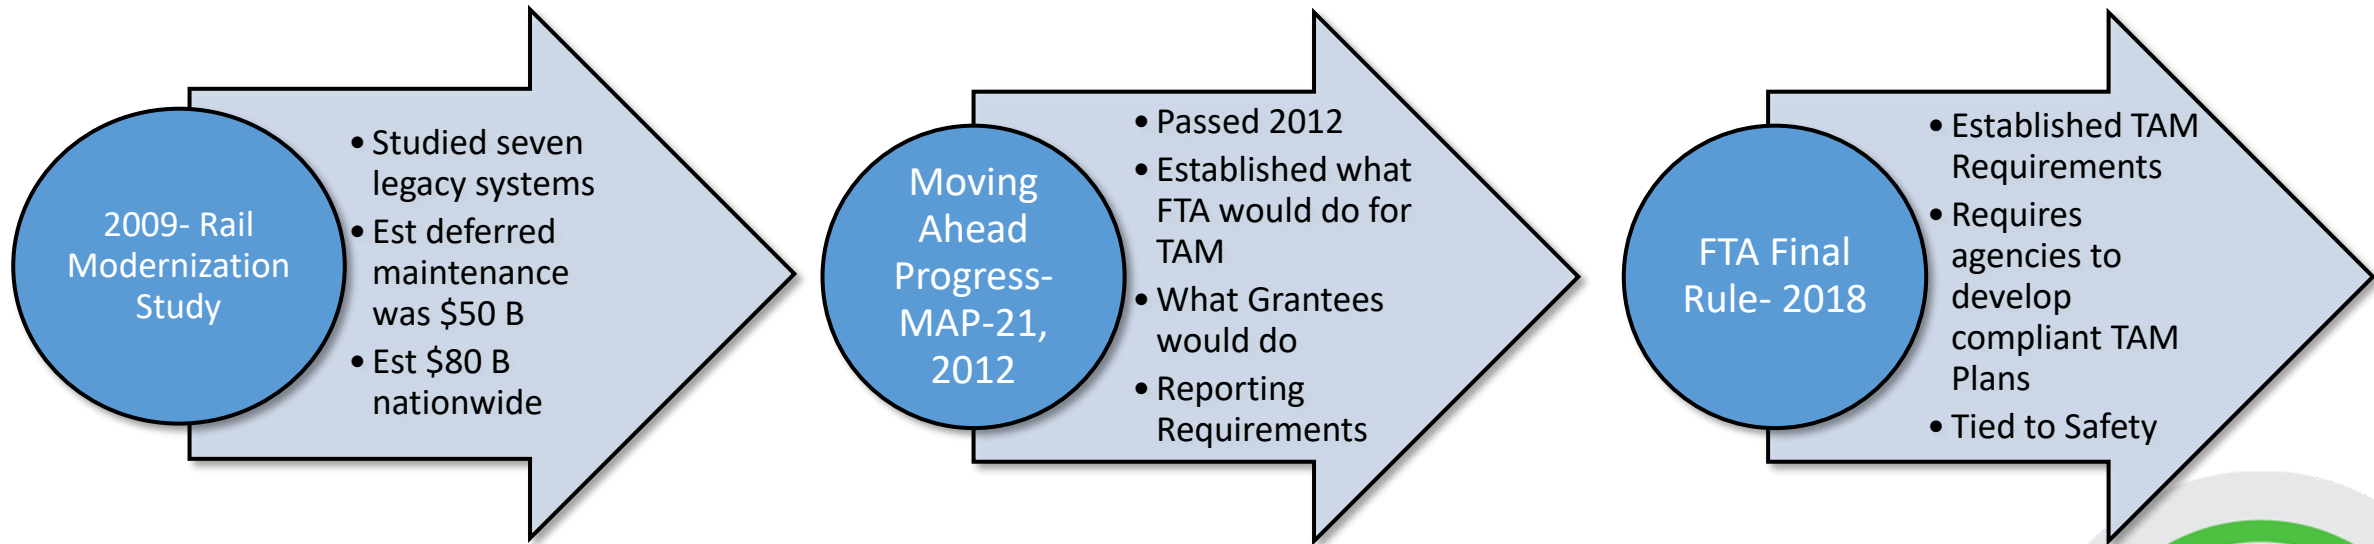 2009- Rail
Modernization
Study
• Studied seven
legacy systems
• Est deferred
maintenance
was $50 B
• Est $80 B
nationwide
Moving
Ahead
Progress-
MAP-21,
2012
• Passed 2012
• Established what
FTA would do for
TAM
• What Grantees
would do
• Reporting
Requirements
FTA Final
Rule- 2018
• Established TAM
Requirements
• Requires
agencies to
develop
compliant TAM
Plans
• Tied to Safety